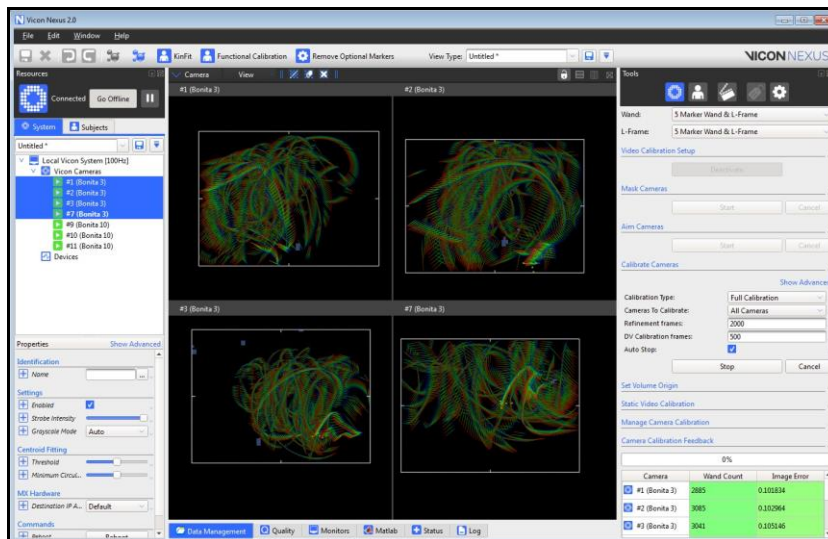 Vicon Nexus 2.0
File Edit Window Help
KinFit Functional Calibration Remove Optional Markers View Type: Untitled * VICON NEXUS
Resources
Connected Go Offline
System Subjects
Untitled *
Local Vicon System [100Hz]
Vicon Cameras
#1 (Bonita 3)
#2 (Bonita 3)
#3 (Bonita 3)
#7 (Bonita 3)
#9 (Bonita 10)
#10 (Bonita 10)
#11 (Bonita 10)
Devices
Properties Show Advanced
Identification
Name ...
Settings
Enabled
Strobe Intensity
Grayscale Mode Auto
Centroid Fitting
Threshold
Minimum Circul...
MX Hardware
Destination IP A... Default
Commands
Reboot Reboot
Camera View
#1 (Bonita 3) #2 (Bonita 3)
#3 (Bonita 3) #7 (Bonita 3)
Data Management Quality Monitors Matlab Status Log
Tools
Wand: 5 Marker Wand & L-Frame
L-Frame: 5 Marker Wand & L-Frame
Video Calibration Setup
Mask Cameras
Start Cancel
Aim Cameras
Start Cancel
Calibrate Cameras
Show Advanced
Calibration Type: Full Calibration
Cameras To Calibrate: All Cameras
Refinement frames: 2000
DV Calibration frames: 500
Auto Stop:
Stop Cancel
Set Volume Origin
Static Video Calibration
Manage Camera Calibration
Camera Calibration Feedback
0%
Camera Wand Count Image Error
#1 (Bonita 3) 2885 0.101834
#2 (Bonita 3) 3085 0.102964
#3 (Bonita 3) 3041 0.105146